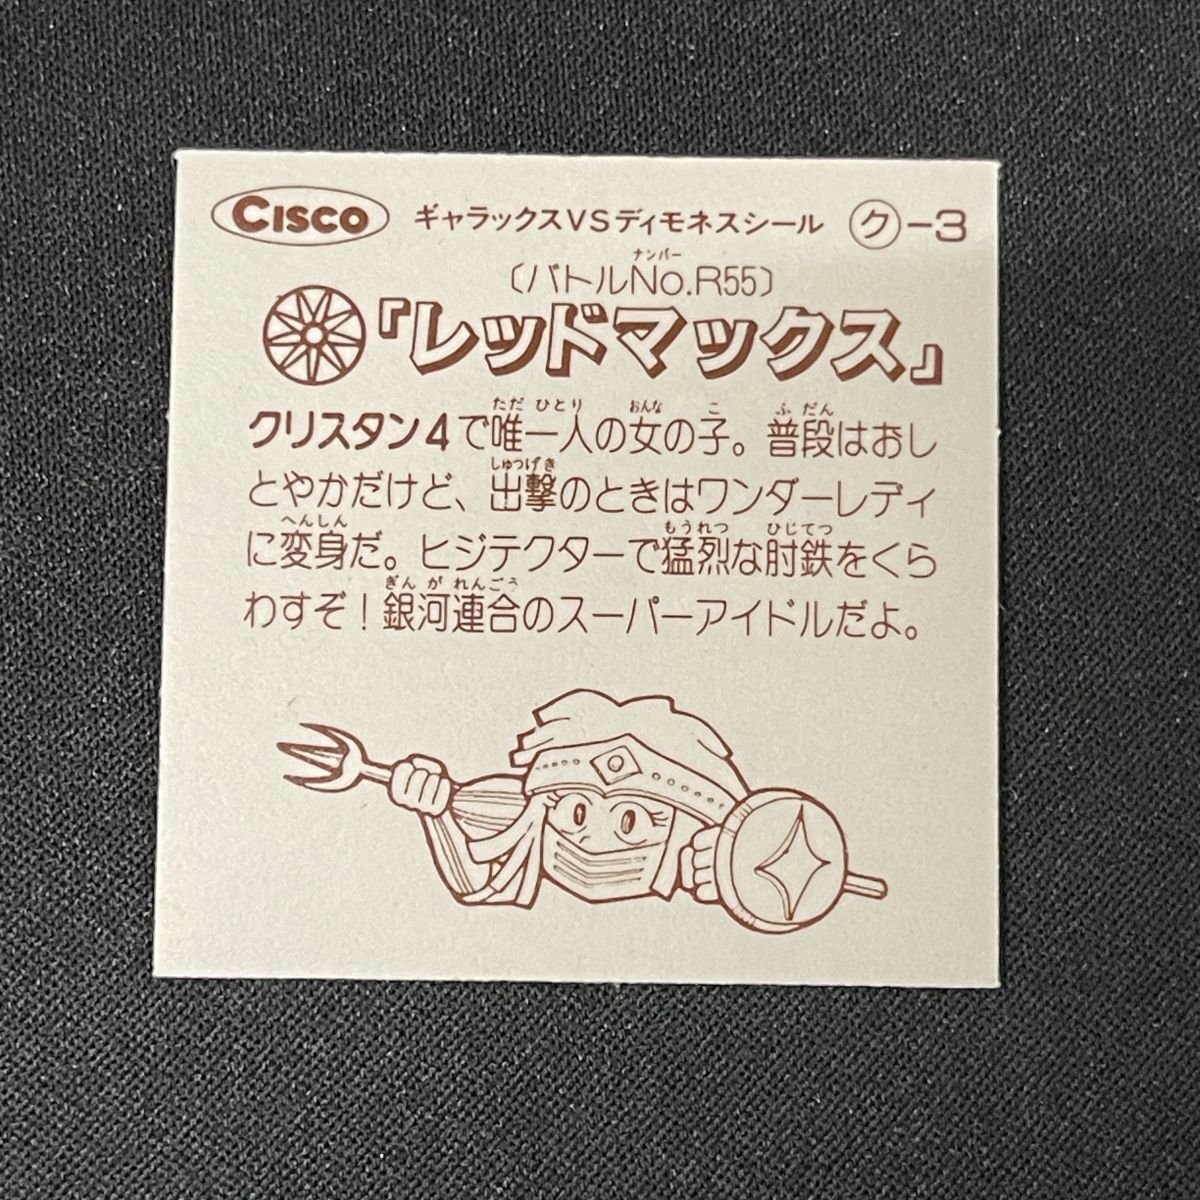 CISCO ギャラックスVSディモネスシール ク-3
〔バトルNo.R55〕
『レッドマックス』
クリスタン4で唯一人の女の子。普段はおし
とやかだけど、出撃のときはワンダーレディ
に変身だ。ヒジテクターで猛烈な肘鉄をくら
わすぞ！銀河連合のスーパーアイドルだよ。